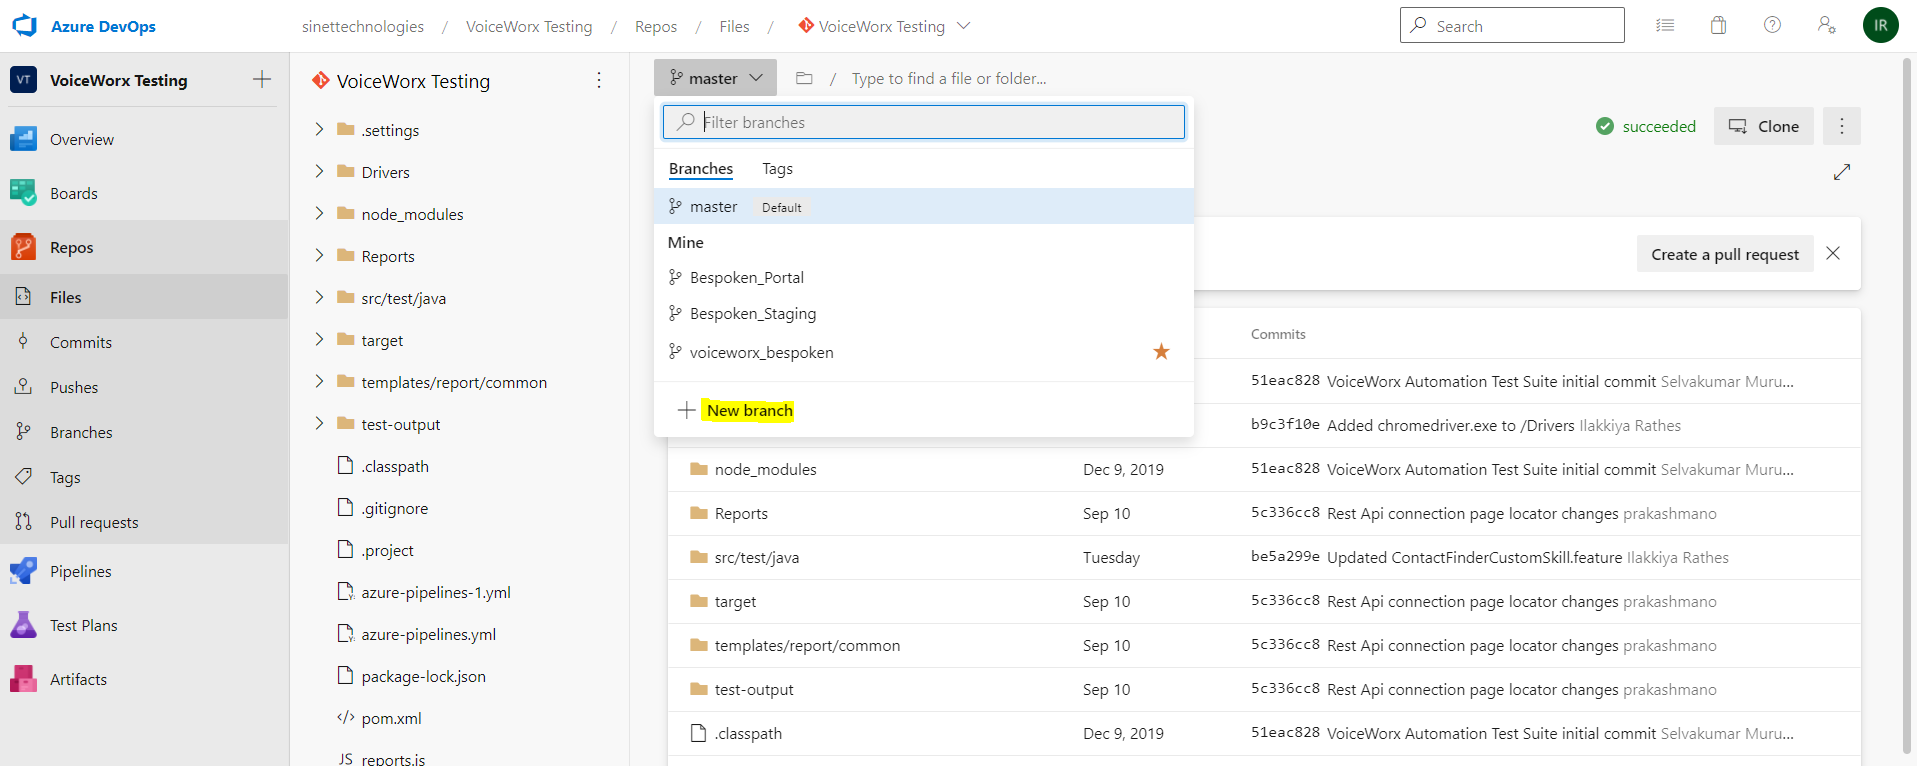 Azure DevOps
sinettechnologies / VoiceWorx Testing / Repos / Files / VoiceWorx Testing
Search
IR
VT VoiceWorx Testing
Overview
Boards
Repos
Files
Commits
Pushes
Branches
Tags
Pull requests
Pipelines
Test Plans
Artifacts
VoiceWorx Testing
.settings
Drivers
node_modules
Reports
src/test/java
target
templates/report/common
test-output
.classpath
.gitignore
.project
azure-pipelines-1.yml
azure-pipelines.yml
package-lock.json
pom.xml
JS reports.js
master / Type to find a file or folder...
Filter branches
Branches Tags
master Default
Mine
Bespoken_Portal
Bespoken_Staging
voiceworx_bespoken
New branch
succeeded Clone
Create a pull request
Commits
51eac828 VoiceWorx Automation Test Suite initial commit Selvakumar Muru...
b9c3f10e Added chromedriver.exe to /Drivers Ilakkiya Rathes
node_modules Dec 9, 2019 51eac828 VoiceWorx Automation Test Suite initial commit Selvakumar Muru...
Reports Sep 10 5c336cc8 Rest Api connection page locator changes prakashmano
src/test/java Tuesday be5a299e Updated ContactFinderCustomSkill.feature Ilakkiya Rathes
target Sep 10 5c336cc8 Rest Api connection page locator changes prakashmano
templates/report/common Sep 10 5c336cc8 Rest Api connection page locator changes prakashmano
test-output Sep 10 5c336cc8 Rest Api connection page locator changes prakashmano
.classpath Dec 9, 2019 51eac828 VoiceWorx Automation Test Suite initial commit Selvakumar Muru...